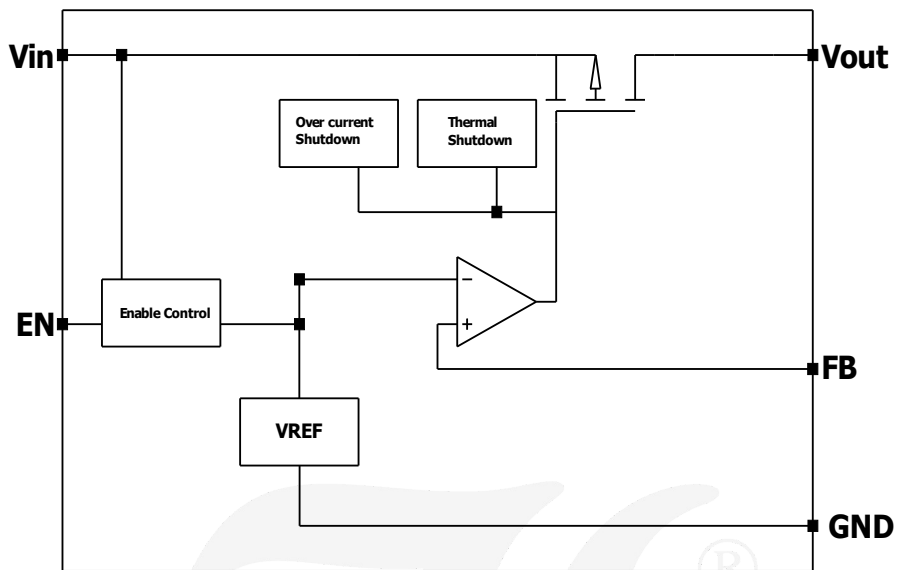 Vin
Vout
Over current
Shutdown
Thermal
Shutdown
Enable Control
EN
−
+
FB
VREF
GND
®